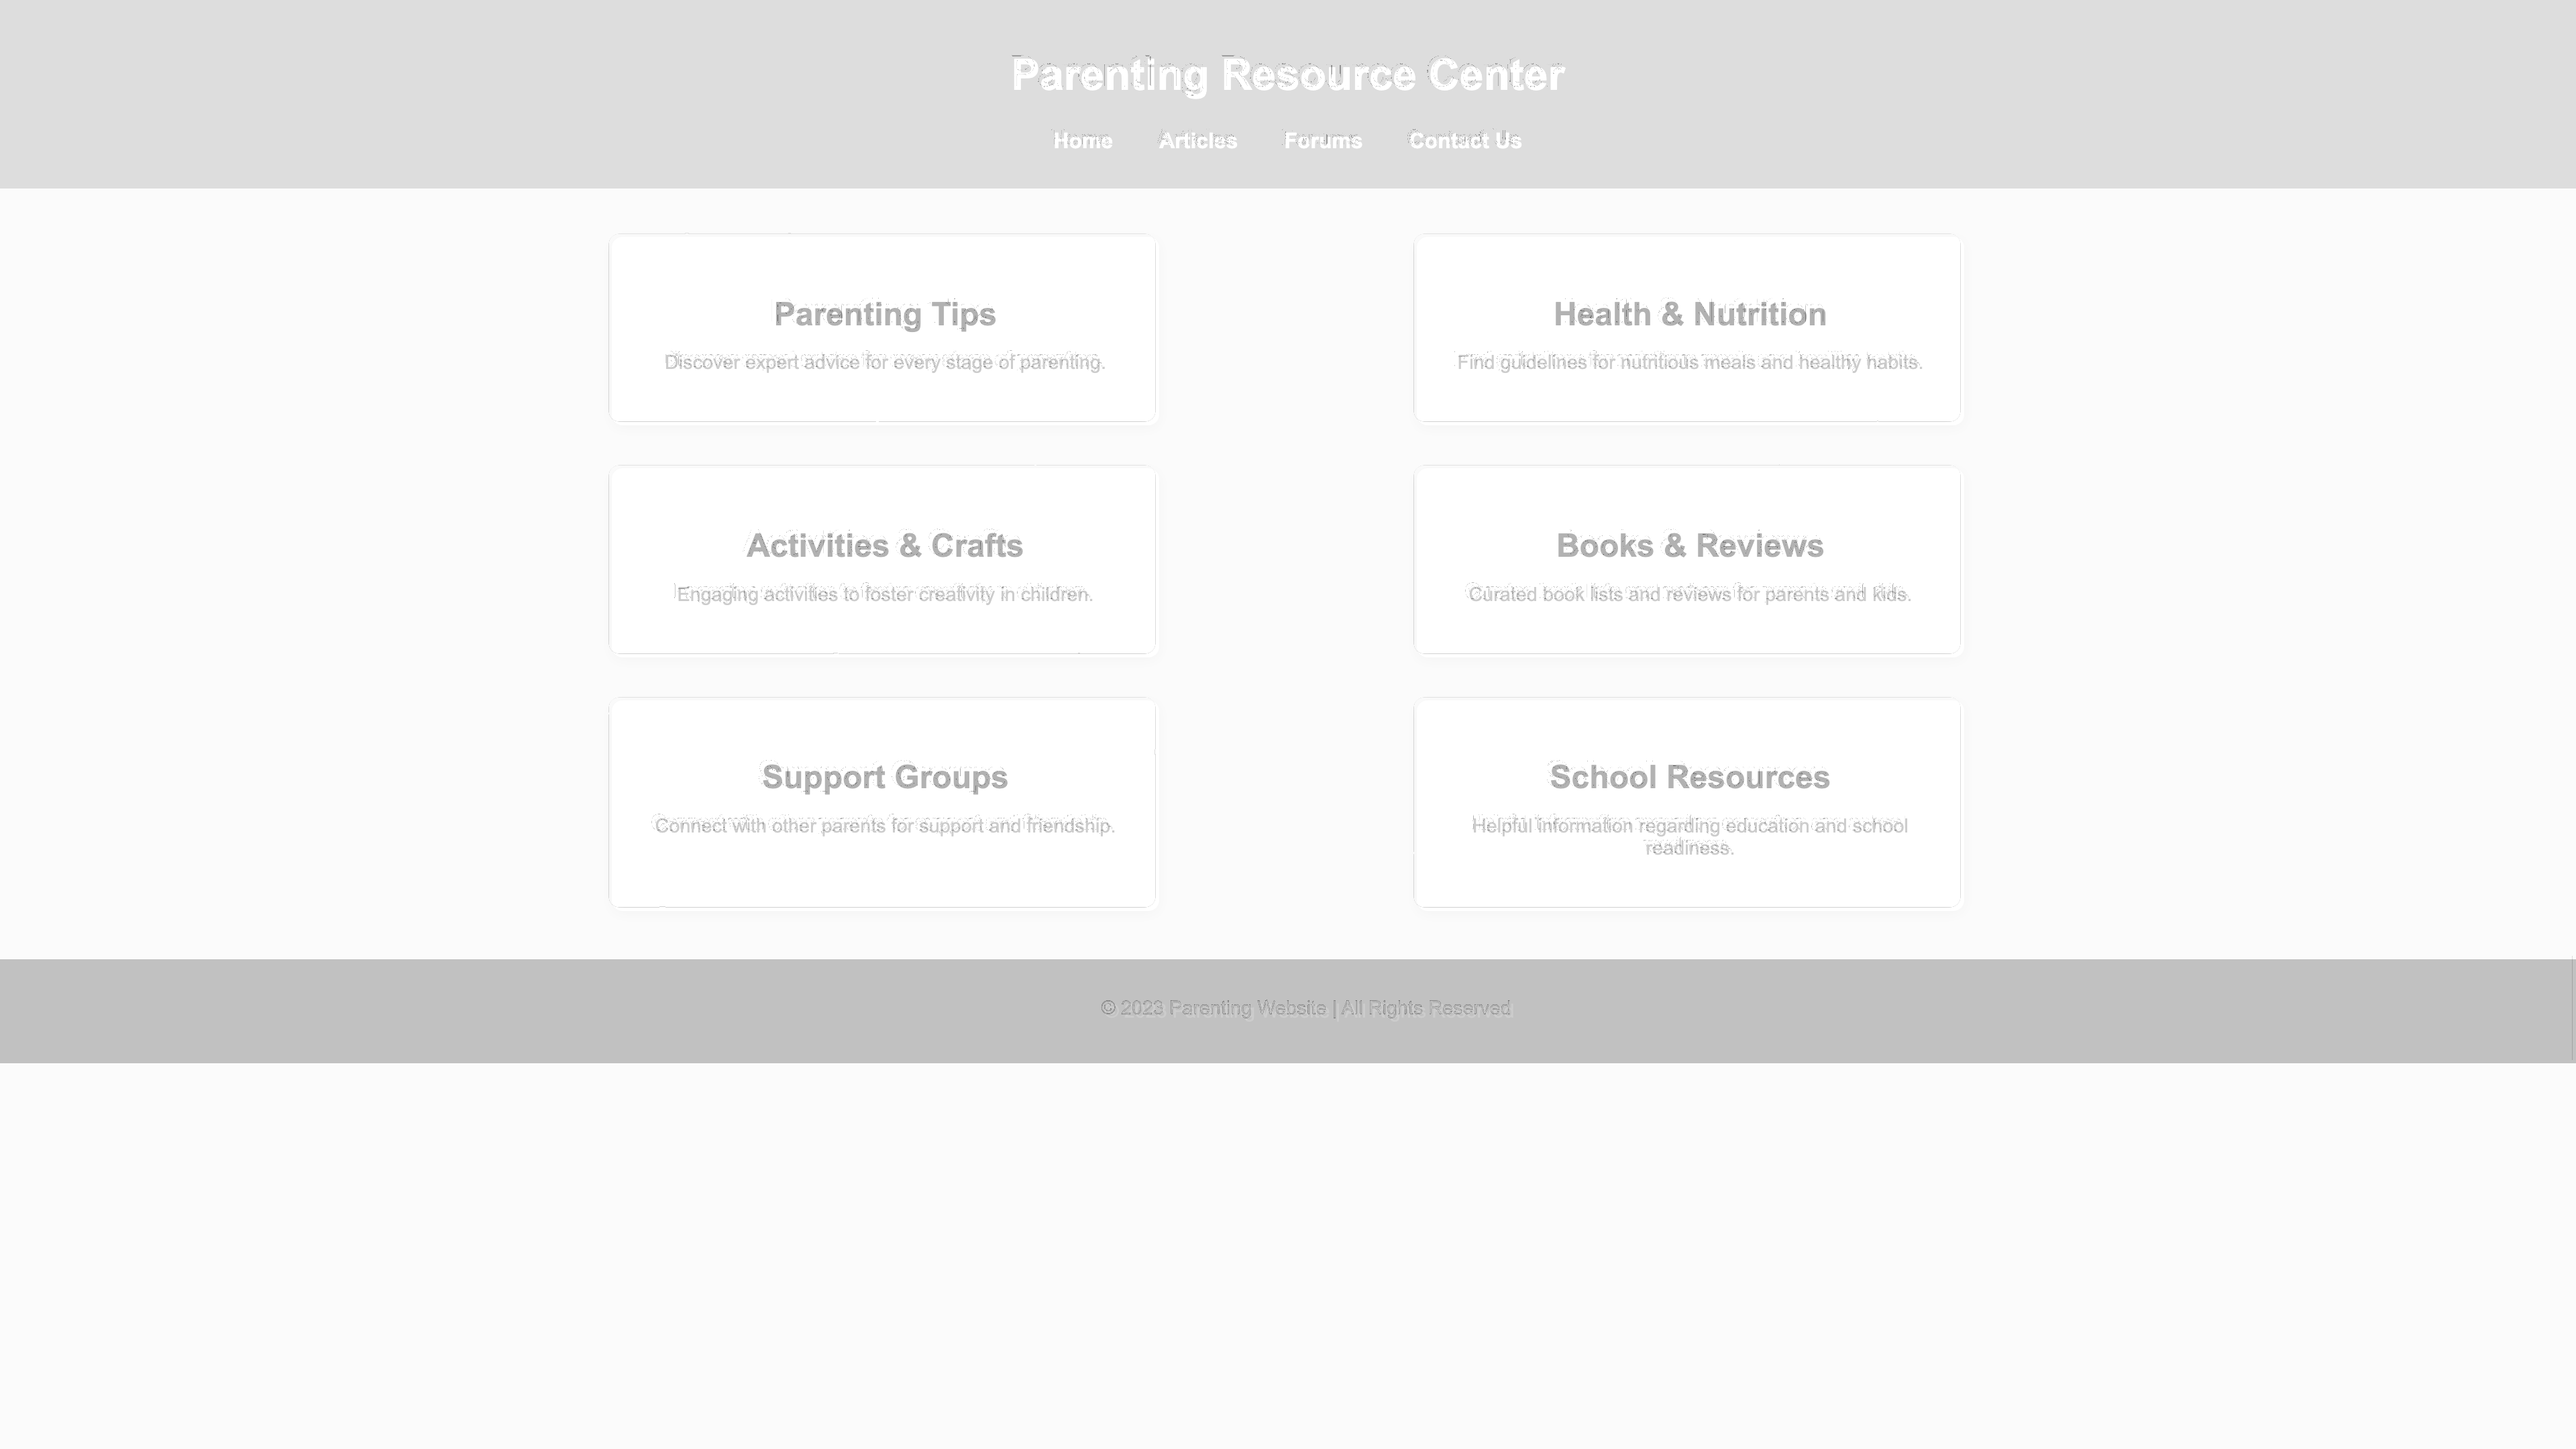 Parenting Resource Center
Home Articles Forums Contact Us
Parenting Tips
Discover expert advice for every stage of parenting.
Health & Nutrition
Find guidelines for nutritious meals and healthy habits.
Activities & Crafts
Engaging activities to foster creativity in children.
Books & Reviews
Curated book lists and reviews for parents and kids.
Support Groups
Connect with other parents for support and friendship.
School Resources
Helpful information regarding education and school
readiness.
© 2023 Parenting Website | All Rights Reserved